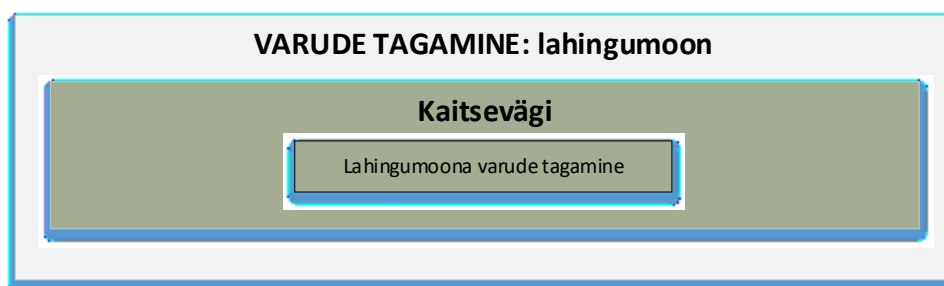 VARUDE TAGAMINE: lahingumoon
Kaitsevägi
Lahingumoona varude tagamine